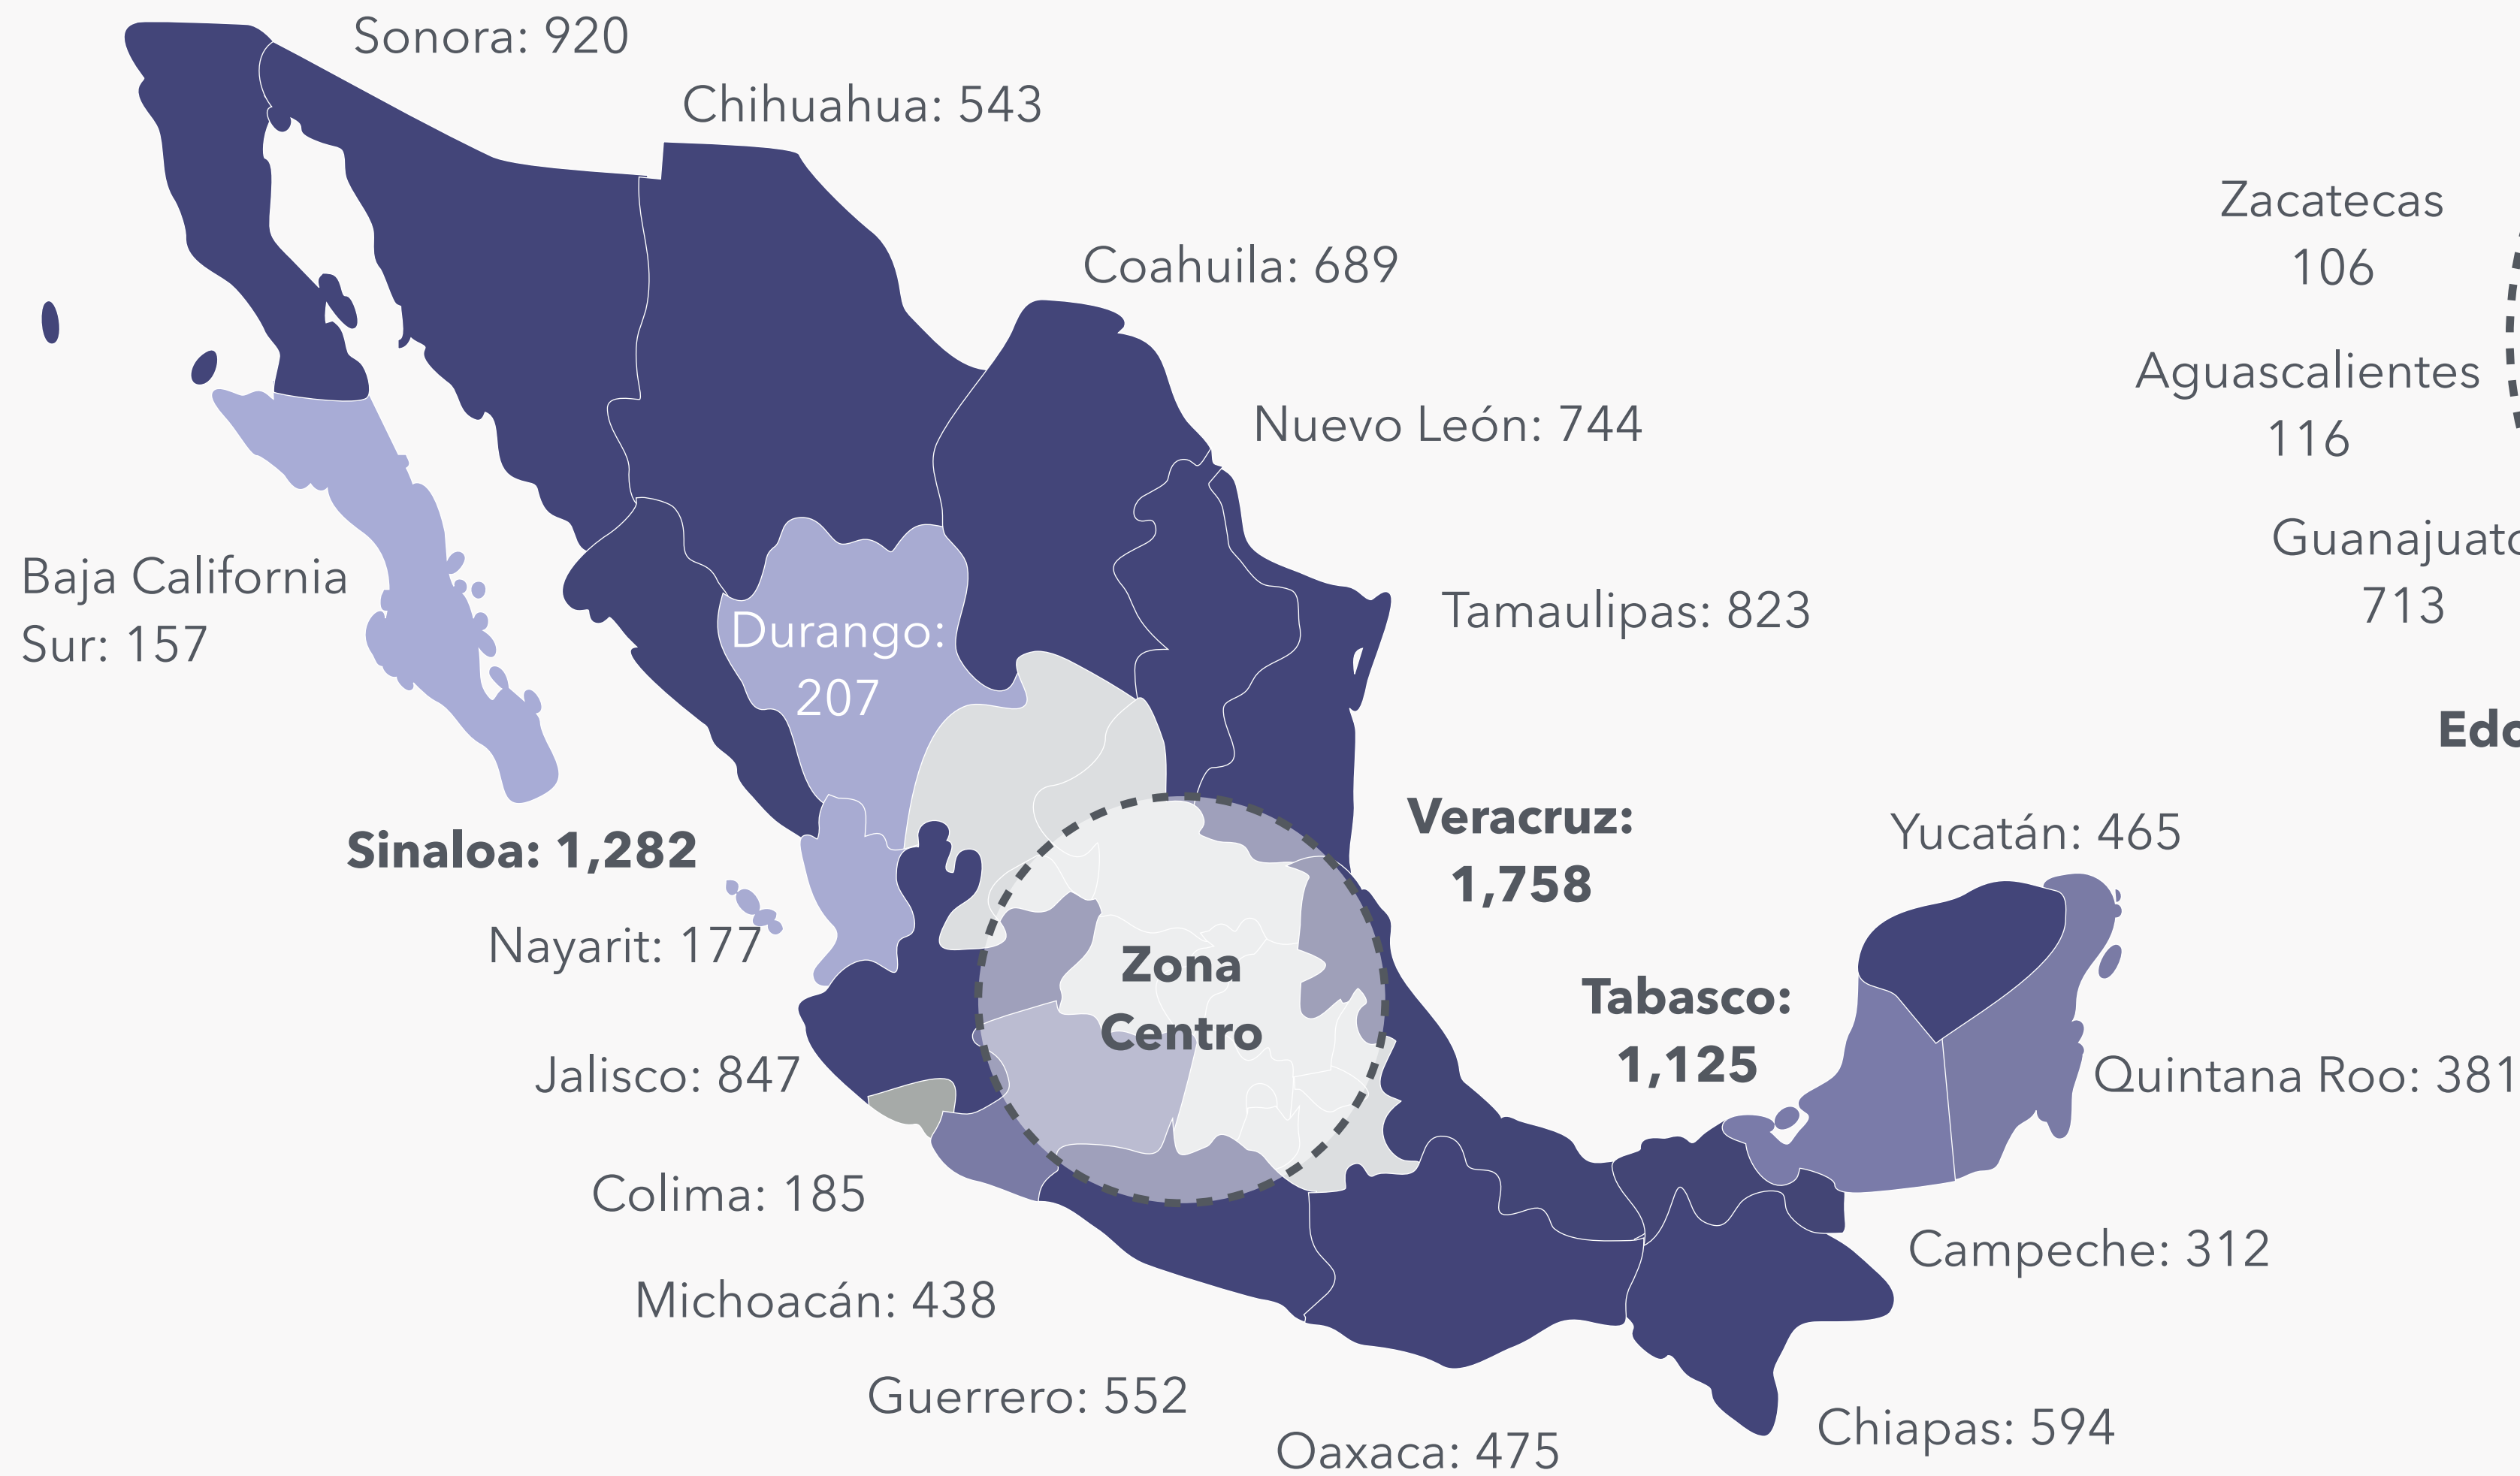 Sonora: 920
Chihuahua: 543
Coahuila: 689
Nuevo León: 744
Tamaulipas: 823
Baja California
Sur: 157
Durango:
207
Sinaloa: 1,282
Nayarit: 177
Jalisco: 847
Colima: 185
Michoacán: 438
Guerrero: 552
Oaxaca: 475
Zona
Centro
Veracruz:
1,758
Tabasco:
1,125
Yucatán: 465
Quintana Roo: 381
Campeche: 312
Chiapas: 594
Zacatecas
106
Aguascalientes
116
Guanajuato
713